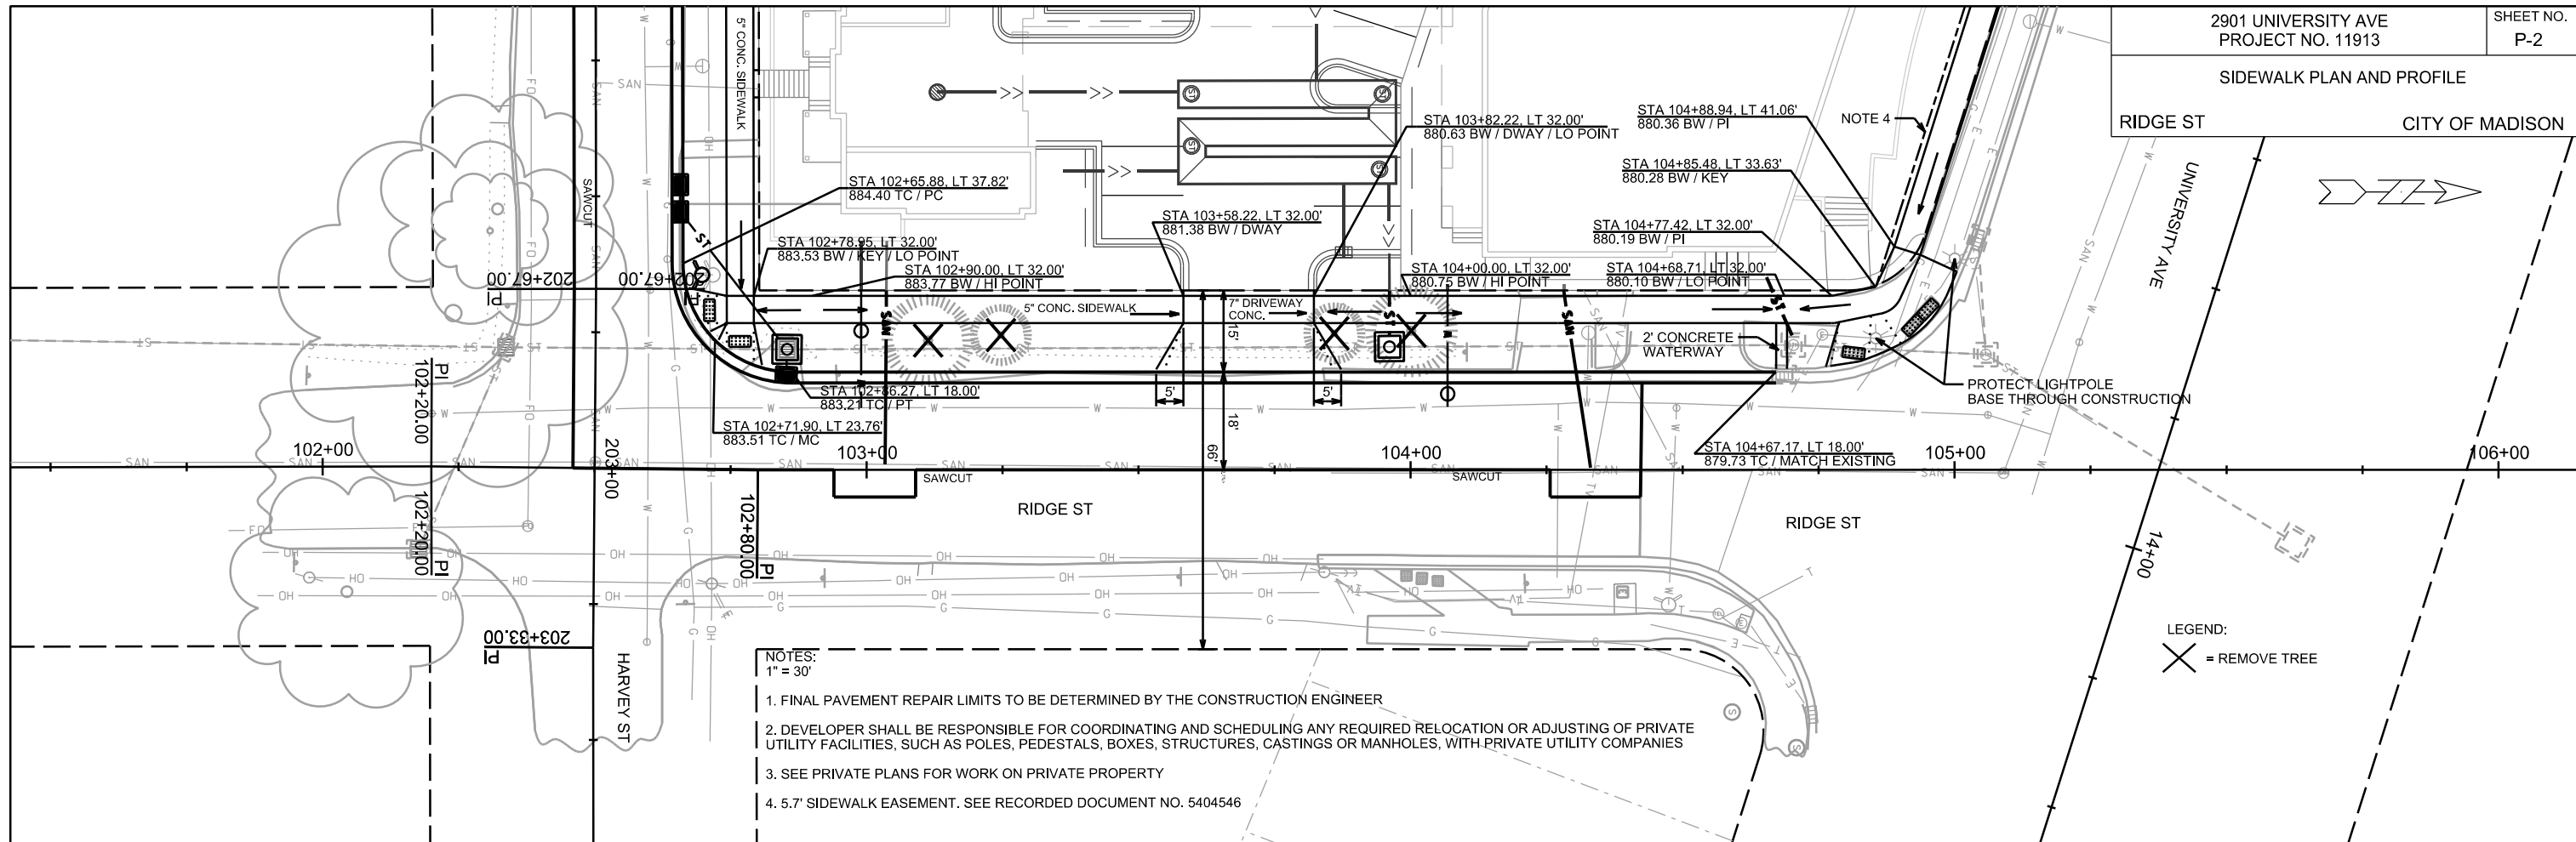 2901 UNIVERSITY AVE
PROJECT NO. 11913
SHEET NO.
P-2
SIDEWALK PLAN AND PROFILE
RIDGE ST
CITY OF MADISON
5" CONC. SIDEWALK
SAWCUT
STA 102+65.88, LT 37.82'
884.40 TC / PC
STA 102+78.95, LT 32.00'
883.53 BW / KEY / LO POINT
STA 102+90.00, LT 32.00'
883.77 BW / HI POINT
STA 103+58.22, LT 32.00'
881.38 BW / DWAY
STA 103+82.22, LT 32.00'
880.63 BW / DWAY / LO POINT
STA 104+00.00, LT 32.00'
880.75 BW / HI POINT
STA 104+88.94, LT 41.06'
880.36 BW / PI
STA 104+85.48, LT 33.63'
880.28 BW / KEY
STA 104+77.42, LT 32.00'
880.19 BW / PI
STA 104+68.71, LT 32.00'
880.10 BW / LO POINT
NOTE 4
UNIVERSITY AVE
202+67.00
PI
202+67.00
PI
5" CONC. SIDEWALK
7" DRIVEWAY
CONC.
15'
2' CONCRETE
WATERWAY
PROTECT LIGHTPOLE
BASE THROUGH CONSTRUCTION
5'
5'
18'
66'
STA 102+86.27, LT 18.00'
883.21 TC / PT
STA 102+71.90, LT 23.76'
883.51 TC / MC
STA 104+67.17, LT 18.00'
879.73 TC / MATCH EXISTING
PI
102+20.00
102+00
203+00
103+00
104+00
105+00
106+00
SAWCUT
SAWCUT
102+20.00
PI
102+80.00
PI
RIDGE ST
RIDGE ST
14+00
203+33.00
PI
HARVEY ST
LEGEND:
= REMOVE TREE
NOTES:
1" = 30'
1. FINAL PAVEMENT REPAIR LIMITS TO BE DETERMINED BY THE CONSTRUCTION ENGINEER
2. DEVELOPER SHALL BE RESPONSIBLE FOR COORDINATING AND SCHEDULING ANY REQUIRED RELOCATION OR ADJUSTING OF PRIVATE
UTILITY FACILITIES, SUCH AS POLES, PEDESTALS, BOXES, STRUCTURES, CASTINGS OR MANHOLES, WITH PRIVATE UTILITY COMPANIES
3. SEE PRIVATE PLANS FOR WORK ON PRIVATE PROPERTY
4. 5.7' SIDEWALK EASEMENT. SEE RECORDED DOCUMENT NO. 5404546